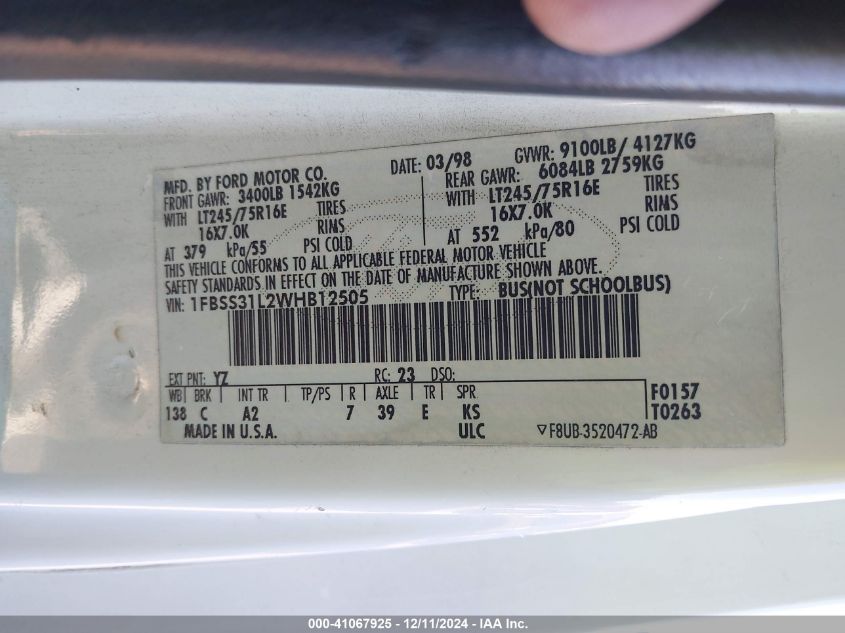 MFD. BY FORD MOTOR CO. DATE: 03/98 GVWR: 9100LB/ 4127KG
FRONT GAWR: 3400LB 1542KG REAR GAWR: 6084LB 2759KG
WITH LT245/75R16E TIRES WITH LT245/75R16E TIRES
16X7.0K RIMS 16X7.0K RIMS
AT 379 kPa/55 PSI COLD AT 552 kPa/80 PSI COLD
THIS VEHICLE CONFORMS TO ALL APPLICABLE FEDERAL MOTOR VEHICLE
SAFETY STANDARDS IN EFFECT ON THE DATE OF MANUFACTURE SHOWN ABOVE.
VIN: 1FBSS31L2WHB12505 TYPE: BUS(NOT SCHOOLBUS)
EXT PNT: YZ RC: 23 DSO:
WB BRK INT TR TP/PS R AXLE TR SPR F0157
138 C A2 7 39 E KS T0263
MADE IN U.S.A. ULC F8UB-3520472-AB
000-41067925 - 12/11/2024 - IAA Inc.